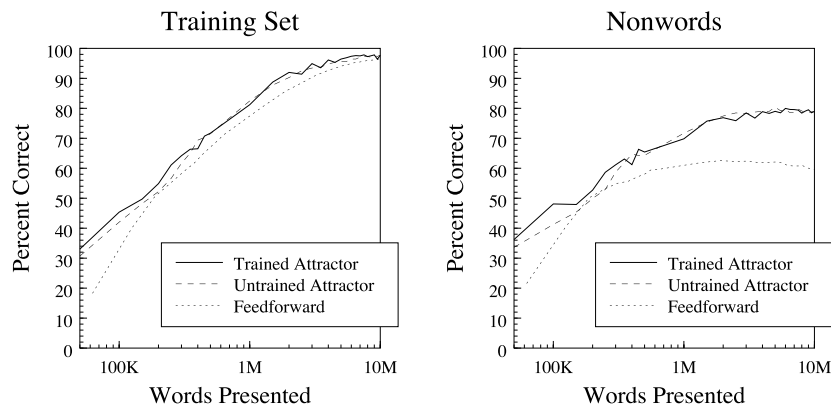 Training Set
100
90
80
70
60
50
40
30
20
10
0
Percent Correct
Trained Attractor
Untrained Attractor
Feedforward
100K
1M
10M
Words Presented
Nonwords
100
90
80
70
60
50
40
30
20
10
0
Percent Correct
Trained Attractor
Untrained Attractor
Feedforward
100K
1M
10M
Words Presented